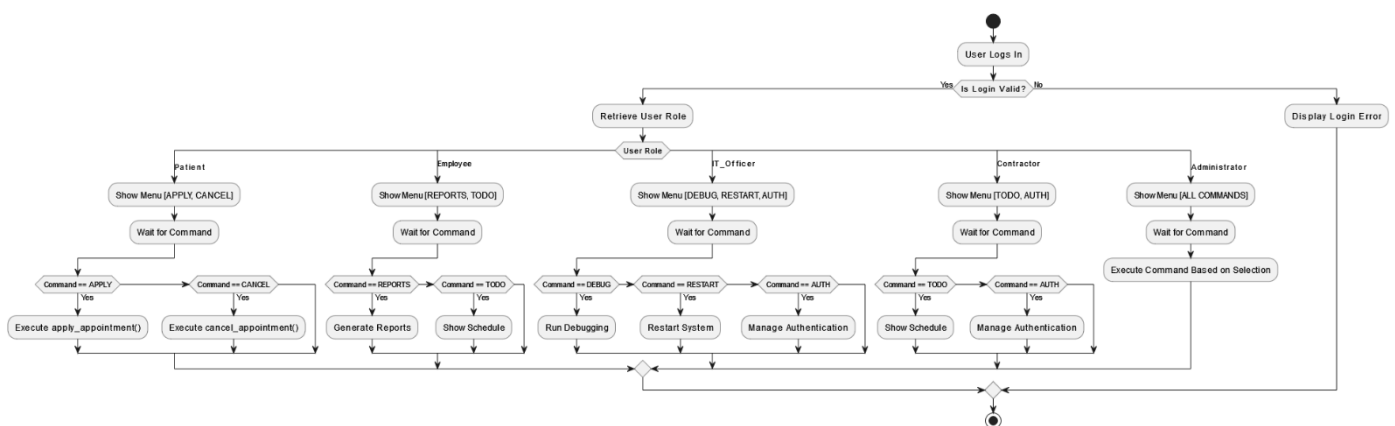 User Logs In
Yes
Is Login Valid?
No
Retrieve User Role
Display Login Error
User Role
Patient
Employee
IT_Officer
Contractor
Administrator
Show Menu [APPLY, CANCEL]
Show Menu [REPORTS, TODO]
Show Menu [DEBUG, RESTART, AUTH]
Show Menu [TODO, AUTH]
Show Menu [ALL COMMANDS]
Wait for Command
Wait for Command
Wait for Command
Wait for Command
Wait for Command
Execute Command Based on Selection
Command == APPLY
Command == CANCEL
Command == REPORTS
Command == TODO
Command == DEBUG
Command == RESTART
Command == AUTH
Command == TODO
Command == AUTH
Yes
Yes
Yes
Yes
Yes
Yes
Yes
Yes
Yes
Execute apply_appointment()
Execute cancel_appointment()
Generate Reports
Show Schedule
Run Debugging
Restart System
Manage Authentication
Show Schedule
Manage Authentication